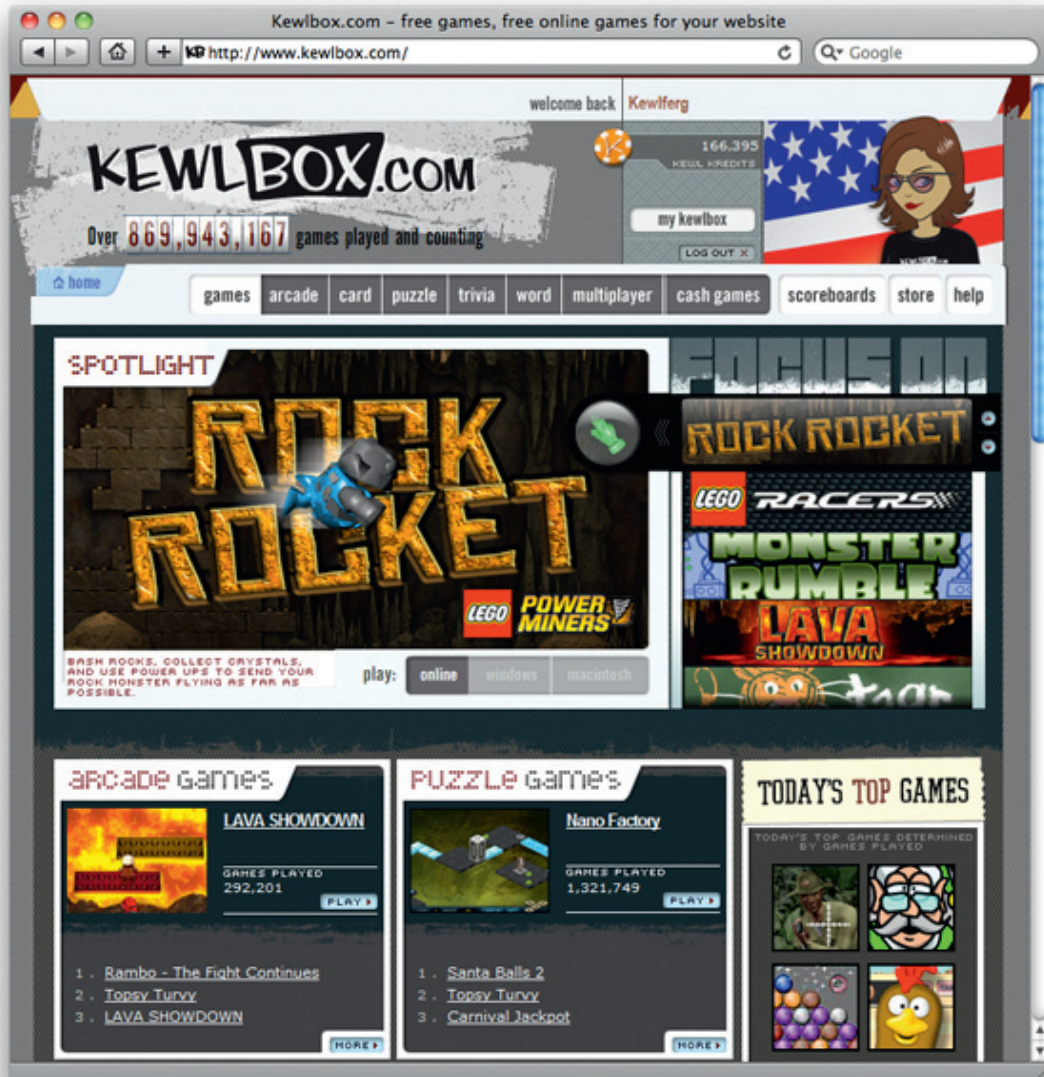 Kewlbox.com – free games, free online games for your website
http://www.kewlbox.com/
Google
welcome back Kewlferg
KEWLBOX.COM
166,395
KEWL KREDITS
my kewlbox
LOG OUT X
KEWLBOX.COM
Over 869,943,167 games played and counting
home
games arcade card puzzle trivia word multiplayer cash games scoreboards store help
SPOTLIGHT
ROCK
ROCKET
LEGO POWER
MINERS
BASH ROCKS, COLLECT CRYSTALS,
AND USE POWER UPS TO SEND YOUR
ROCK MONSTER FLYING AS FAR AS
POSSIBLE.
play: online windows macintosh
FOCUS ON
ROCK ROCKET
LEGO RACERS
MONSTER
RUMBLE
LAVA
SHOWDOWN
ARCADE GAMES
LAVA SHOWDOWN
GAMES PLAYED
292,201
PLAY
1. Rambo - The Fight Continues
2. Topsy Turvy
3. LAVA SHOWDOWN
MORE
PUZZLE GAMES
Nano Factory
GAMES PLAYED
1,321,749
PLAY
1. Santa Balls 2
2. Topsy Turvy
3. Carnival Jackpot
MORE
TODAY'S TOP GAMES
TODAY'S TOP GAMES DETERMINED
BY GAMES PLAYED